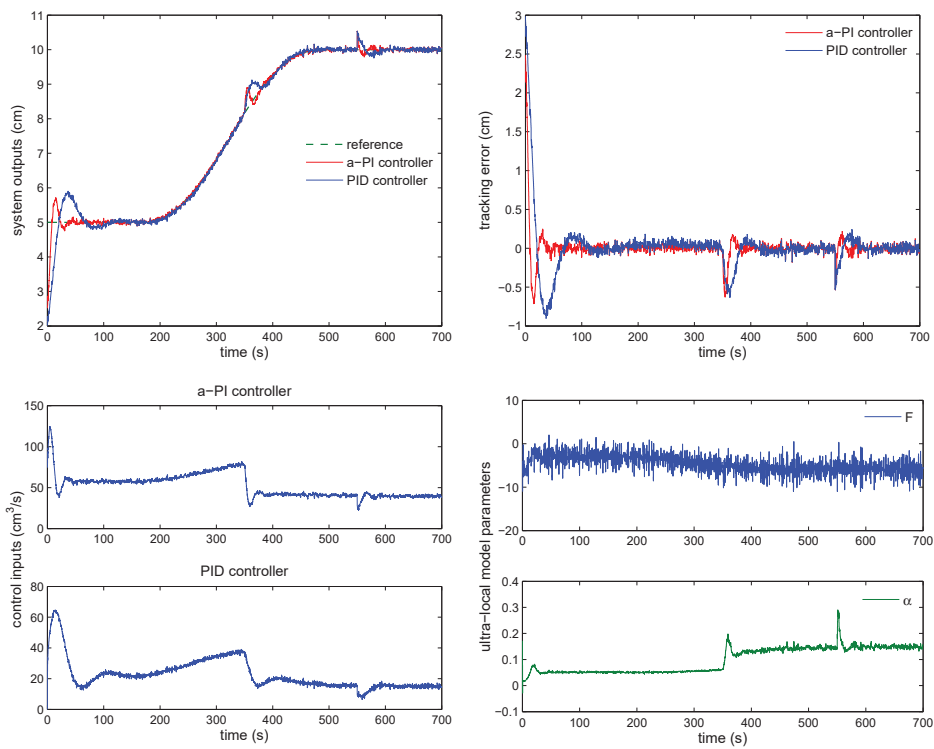 system outputs (cm)
11
10
9
8
7
6
5
4
3
2
reference
a−PI controller
PID controller
0 100 200 300 400 500 600 700
time (s)
tracking error (cm)
3
2.5
2
1.5
1
0.5
0
−0.5
−1
a−PI controller
PID controller
0 100 200 300 400 500 600 700
time (s)
control inputs (cm³/s)
a−PI controller
150
100
50
0
0 100 200 300 400 500 600 700
PID controller
80
60
40
20
0
0 100 200 300 400 500 600 700
time (s)
ulltra−local model parameters
10
0
−10
−20
F
0 100 200 300 400 500 600 700
0.4
0.3
0.2
0.1
0
−0.1
α
0 100 200 300 400 500 600 700
time (s)